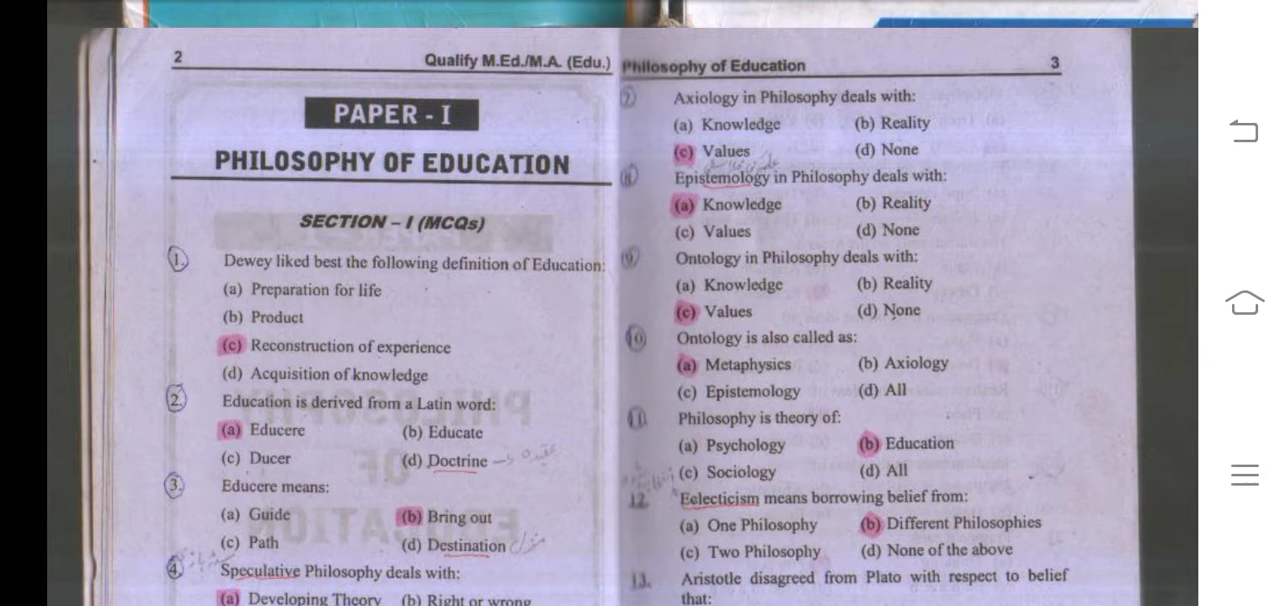 2
Qualify M.Ed./M.A. (Edu.)
PAPER - I
PHILOSOPHY OF EDUCATION
SECTION – I (MCQs)
1. Dewey liked best the following definition of Education:
(a) Preparation for life
(b) Product
(c) Reconstruction of experience
(d) Acquisition of knowledge
2. Education is derived from a Latin word:
(a) Educere (b) Educate
(c) Ducer (d) Doctrine عقیدہ
3. Educere means:
(a) Guide (b) Bring out
(c) Path (d) Destination منزل
4. Speculative Philosophy deals with:
(a) Developing Theory (b) Right or wrong
Philosophy of Education
3
7. Axiology in Philosophy deals with:
(a) Knowledge (b) Reality
(c) Values (d) None
8. Epistemology in Philosophy deals with:
(a) Knowledge (b) Reality
(c) Values (d) None
9. Ontology in Philosophy deals with:
(a) Knowledge (b) Reality
(c) Values (d) None
10. Ontology is also called as:
(a) Metaphysics (b) Axiology
(c) Epistemology (d) All
11. Philosophy is theory of:
(a) Psychology (b) Education
(c) Sociology (d) All
12. Eelecticism means borrowing belief from:
(a) One Philosophy (b) Different Philosophies
(c) Two Philosophy (d) None of the above
13. Aristotle disagreed from Plato with respect to belief
that: